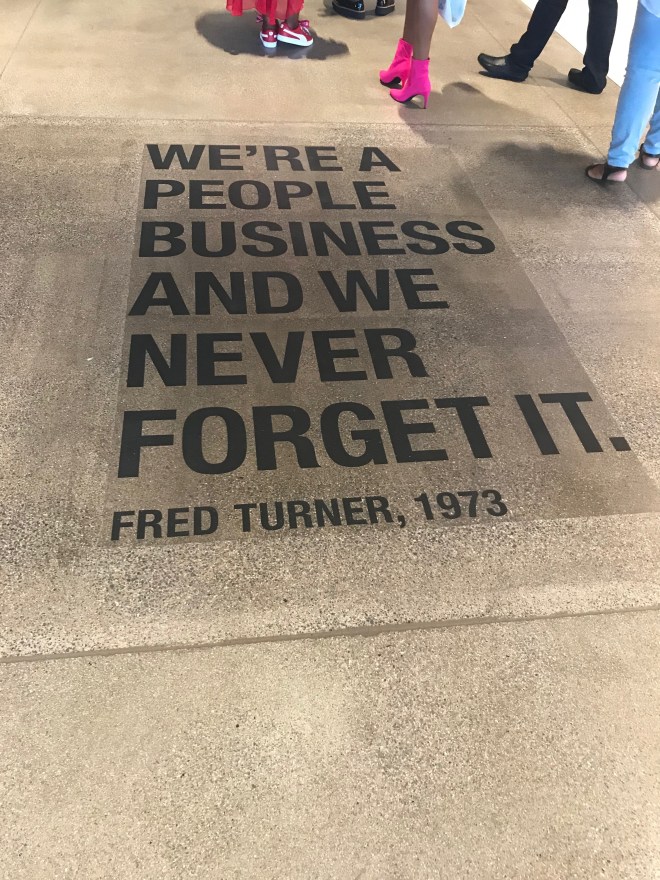 WE'RE A
PEOPLE
BUSINESS
AND WE
NEVER
FORGET IT.
FRED TURNER, 1973